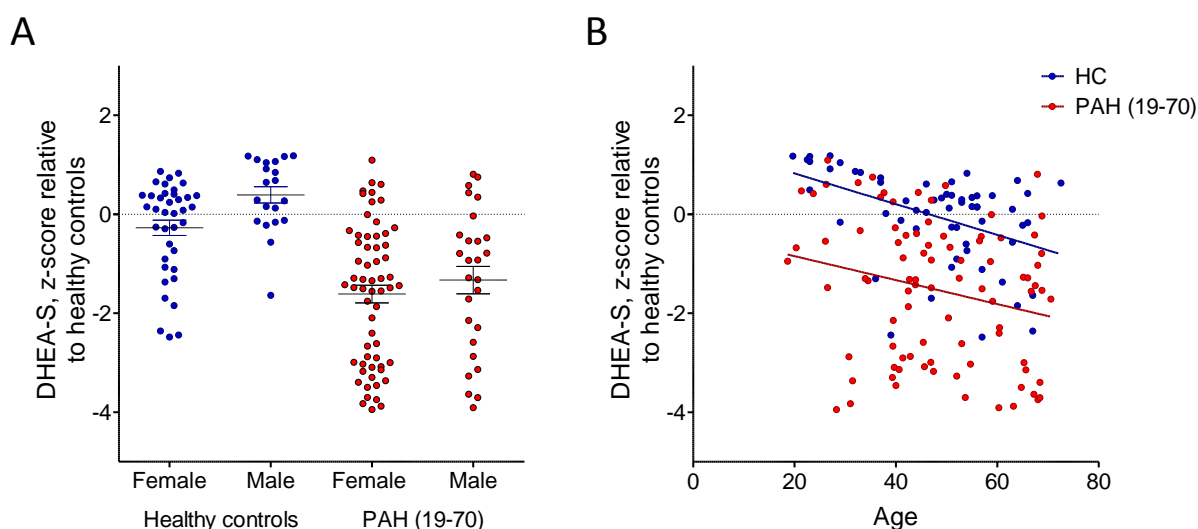 A
DHEA-S, z-score relative
to healthy controls
2
0
-2
-4
Female Male Female Male
Healthy controls PAH (19-70)
B
HC
PAH (19-70)
DHEA-S, z-score relative
to healthy controls
2
0
-2
-4
0 20 40 60 80
Age